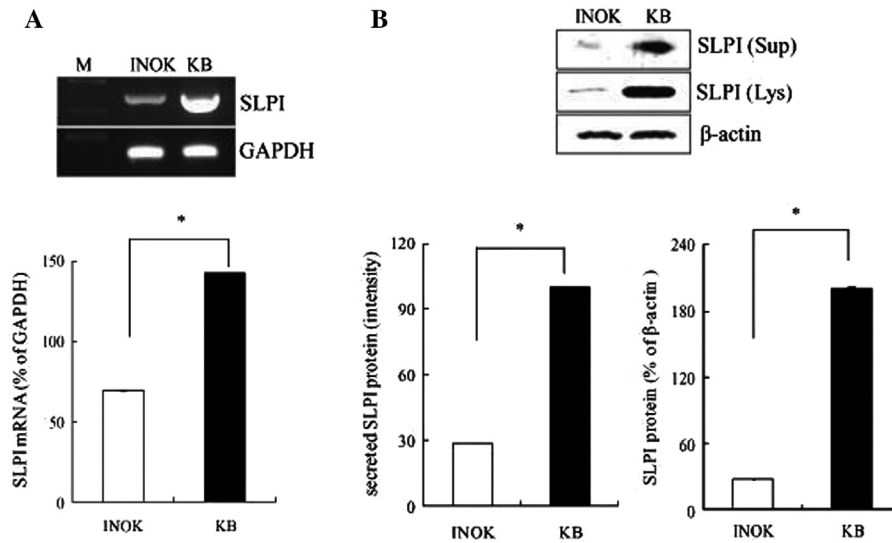 A
M INOK KB
SLPI
GAPDH
*
150
100
50
0
SLPI mRNA (% of GAPDH)
INOK KB
B
INOK KB
SLPI (Sup)
SLPI (Lys)
β-actin
*
120
90
60
30
0
secreted SLPI protein (intensity)
INOK KB
*
240
180
120
60
0
SLPI protein (% of β-actin )
INOK KB